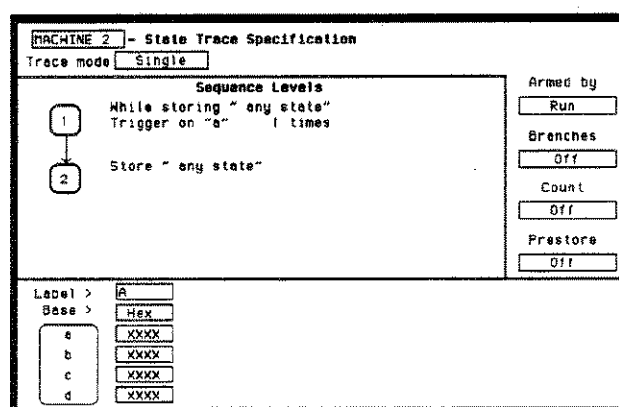 MACHINE 2 - State Trace Specification
Trace mode Single
Sequence Levels
While storing " any state"
1
Trigger on "a" 1 times
2
Store " any state"
Armed by
Run
Branches
Off
Count
Off
Prestore
Off
Label > A
Base > Hex
a XXXX
b XXXX
c XXXX
d XXXX